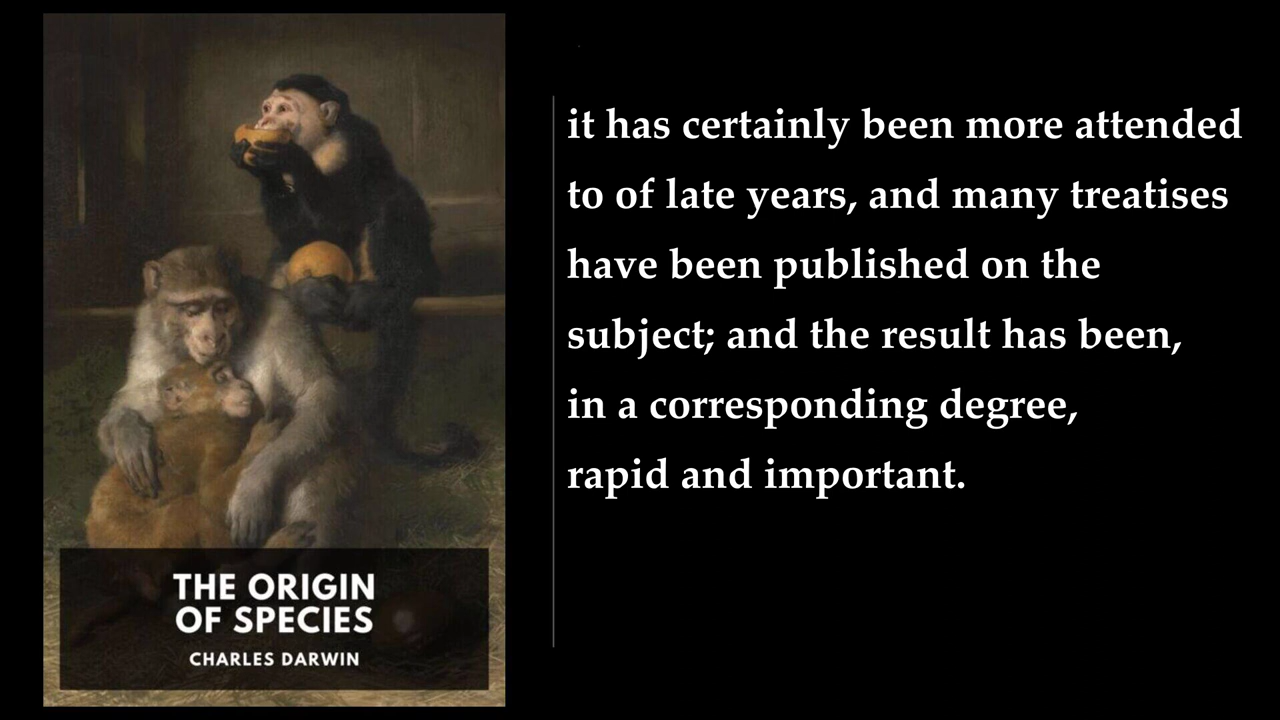 it has certainly been more attended
to of late years, and many treatises
have been published on the
subject; and the result has been,
in a corresponding degree,
rapid and important.
THE ORIGIN
OF SPECIES
CHARLES DARWIN